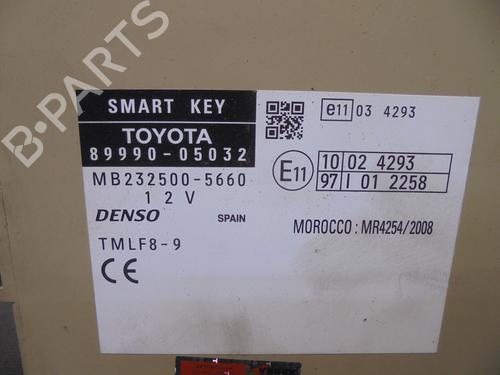 B-PARTS
SMART KEY
TOYOTA
89990-05032
MB232500-5660
12V
DENSO SPAIN
TMLF8-9
CE
e11 03 4293
E11
10 02 4293
97 I 01 2258
MOROCCO : MR4254/2008